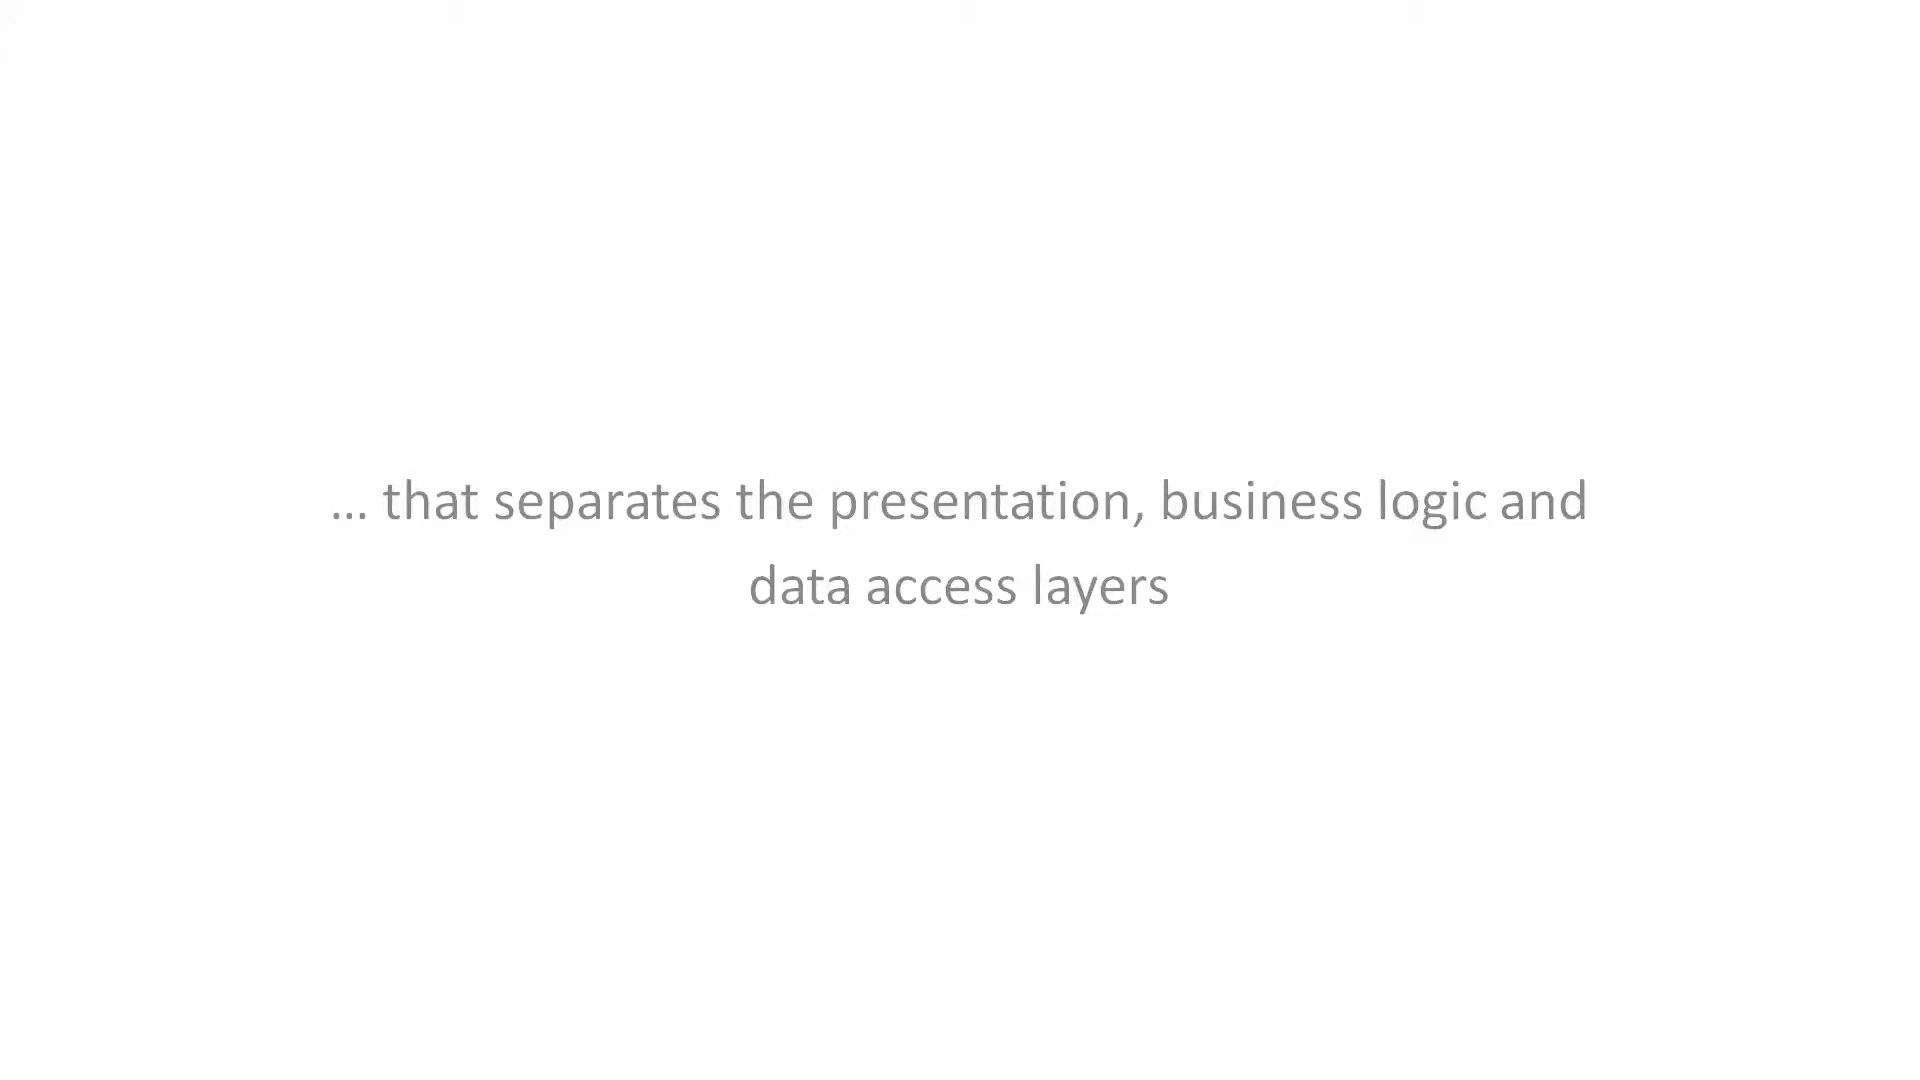 ... that separates the presentation, business logic and
data access layers